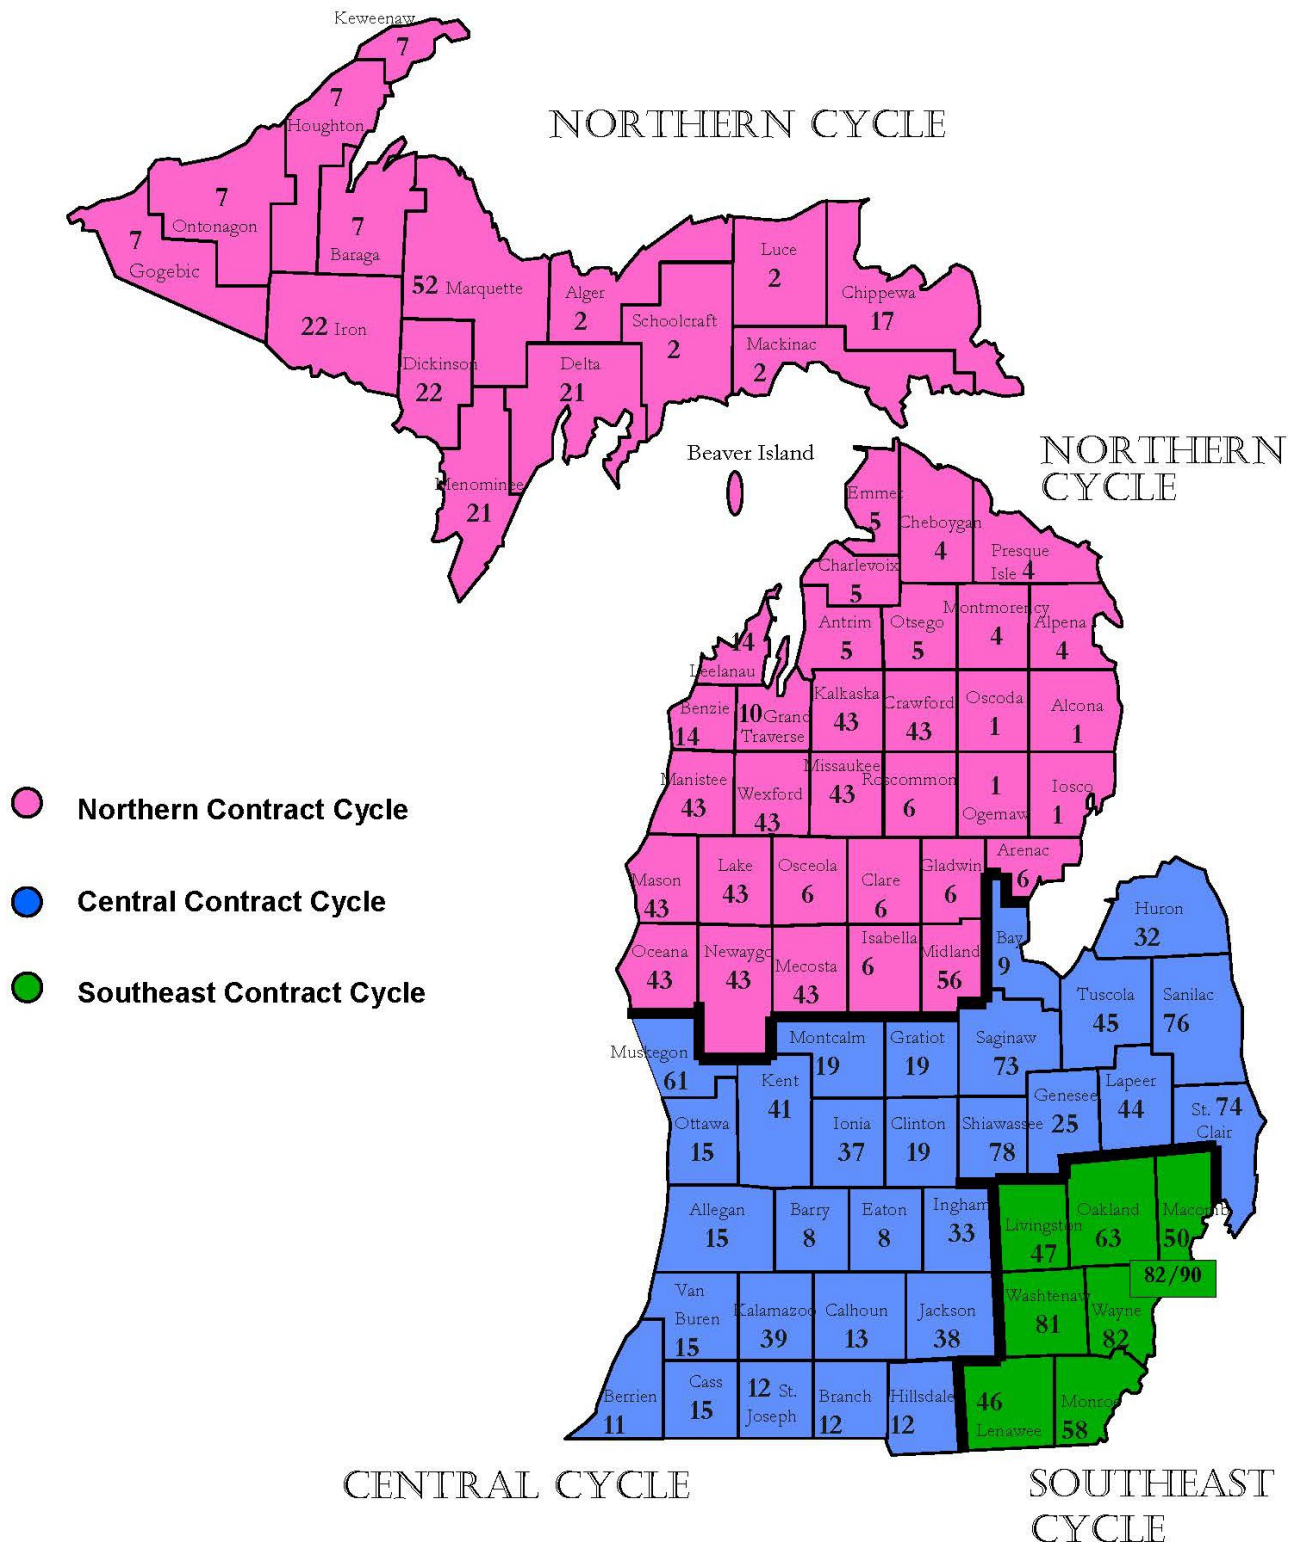 Keweenaw
7
7
Houghton
NORTHERN CYCLE
7
Ontonagon
7
Baraga
7
Gogebic
52 Marquette
22 Iron
Dickinson
22
Alger
2
Schoolcraft
2
Luce
2
Chippewa
17
Mackinac
2
Delta
21
Menominee
21
Beaver Island
NORTHERN
CYCLE
Emmet
5
Cheboygan
4
Presque
Isle 4
Charlevoix
5
Antrim
5
Otsego
5
Montmorency
4
Alpena
4
14
Leelanau
Benzie
14
10 Grand
Traverse
Kalkaska
43
Crawford
43
Oscoda
1
Alcona
1
Manistee
43
Wexford
43
Missaukee
43
Roscommon
6
1
Ogemaw
Iosco
1
Northern Contract Cycle
Central Contract Cycle
Southeast Contract Cycle
Mason
43
Lake
43
Osceola
6
Clare
6
Gladwin
6
Arenac
6
Oceana
43
Newaygo
43
Mecosta
43
Isabella
6
Midland
56
Bay
9
Huron
32
Tuscola
45
Sanilac
76
Muskegon
61
Kent
41
Montcalm
19
Gratiot
19
Saginaw
73
Genesee
25
Lapeer
44
St. 74
Clair
Ottawa
15
Ionia
37
Clinton
19
Shiawassee
78
Allegan
15
Barry
8
Eaton
8
Ingham
33
Livingston
47
Oakland
63
Macomb
50
82/90
Van
Buren
15
Kalamazoo
39
Calhoun
13
Jackson
38
Washtenaw
81
Wayne
82
Berrien
11
Cass
15
12 St.
Joseph
Branch
12
Hillsdale
12
46
Lenawee
Monroe
58
CENTRAL CYCLE
SOUTHEAST
CYCLE